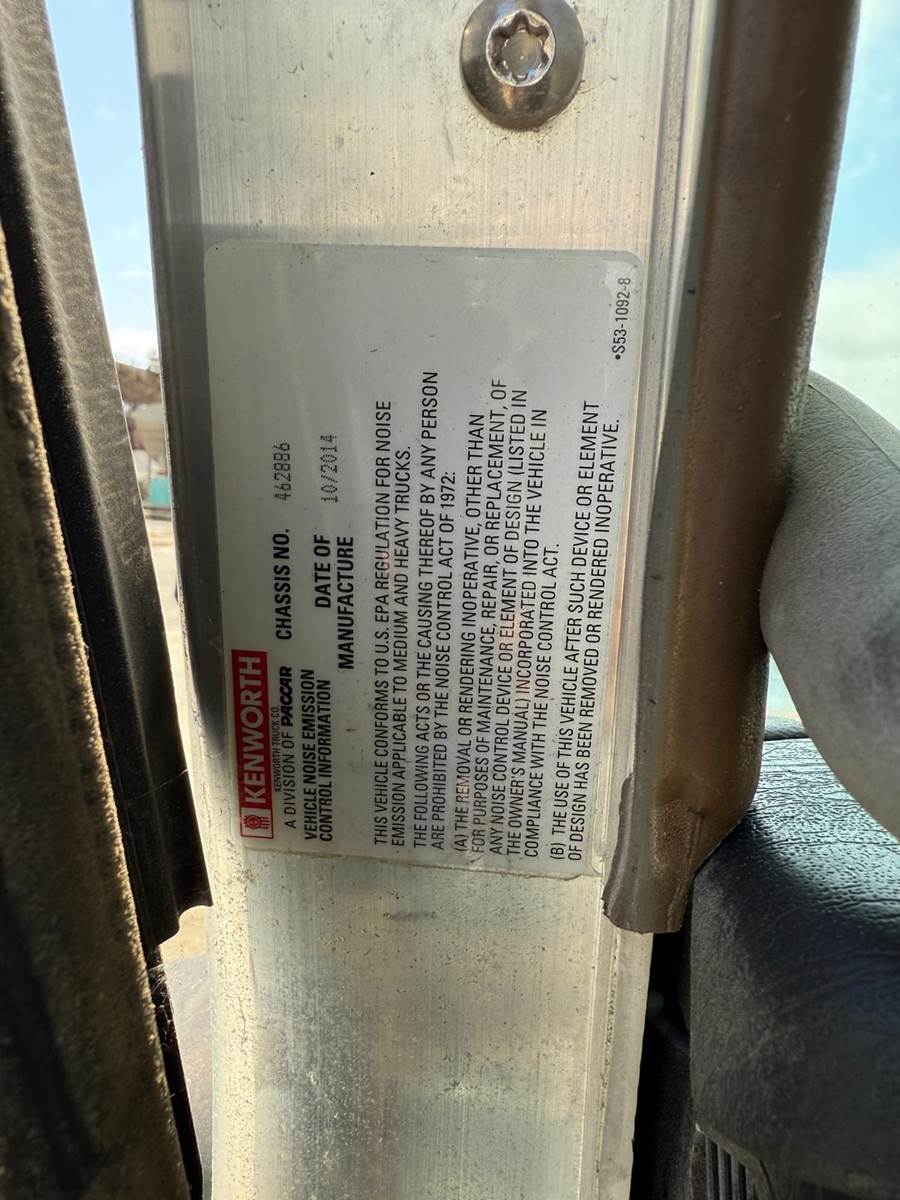 KENWORTH
KENWORTH TRUCK CO.
A DIVISION OF PACCAR
VEHICLE NOISE EMISSION
CONTROL INFORMATION
CHASSIS NO. 462886
DATE OF 10/2014
MANUFACTURE
THIS VEHICLE CONFORMS TO U.S. EPA REGULATION FOR NOISE
EMISSION APPLICABLE TO MEDIUM AND HEAVY TRUCKS.
THE FOLLOWING ACTS OR THE CAUSING THEREOF BY ANY PERSON
ARE PROHIBITED BY THE NOISE CONTROL ACT OF 1972:
(A) THE REMOVAL OR RENDERING INOPERATIVE, OTHER THAN
FOR PURPOSES OF MAINTENANCE, REPAIR, OR REPLACEMENT, OF
ANY NOISE CONTROL DEVICE OR ELEMENT OF DESIGN (LISTED IN
THE OWNER'S MANUAL) INCORPORATED INTO THE VEHICLE IN
COMPLIANCE WITH THE NOISE CONTROL ACT.
(B) THE USE OF THIS VEHICLE AFTER SUCH DEVICE OR ELEMENT
OF DESIGN HAS BEEN REMOVED OR RENDERED INOPERATIVE.
•S53-1092-8